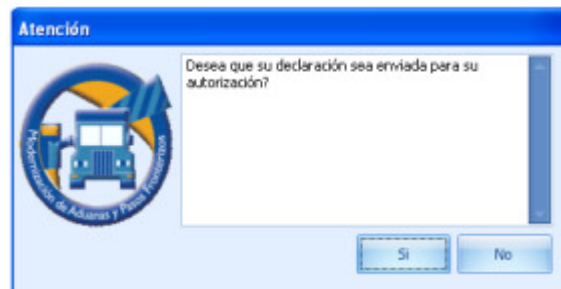 Atención
Desea que su declaración sea enviada para su
autorización?
Modernización de Aduanas y Pasos Fronterizos
Si
No